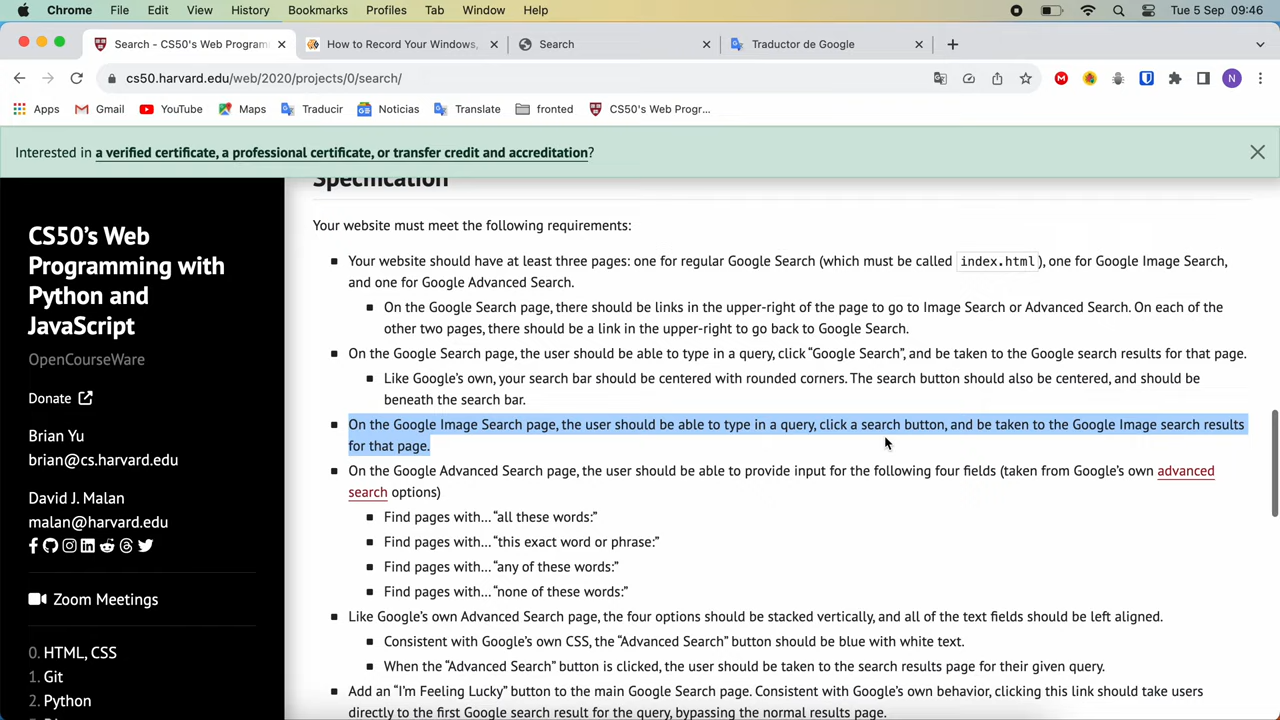 Chrome File Edit View History Bookmarks Profiles Tab Window Help Tue 5 Sep 09:46
Search - CS50's Web Programm How to Record Your Windows, Search Traductor de Google
cs50.harvard.edu/web/2020/projects/0/search/ N
Apps Gmail YouTube Maps Traducir Noticias Translate fronted CS50's Web Progr...
Interested in a verified certificate, a professional certificate, or transfer credit and accreditation?
Specification
CS50’s Web
Programming with
Python and
JavaScript
OpenCourseWare
Donate
Brian Yu
brian@cs.harvard.edu
David J. Malan
malan@harvard.edu
Zoom Meetings
0. HTML, CSS
1. Git
2. Python
Your website must meet the following requirements:
Your website should have at least three pages: one for regular Google Search (which must be called index.html), one for Google Image Search,
and one for Google Advanced Search.
On the Google Search page, there should be links in the upper-right of the page to go to Image Search or Advanced Search. On each of the
other two pages, there should be a link in the upper-right to go back to Google Search.
On the Google Search page, the user should be able to type in a query, click “Google Search”, and be taken to the Google search results for that page.
Like Google’s own, your search bar should be centered with rounded corners. The search button should also be centered, and should be
beneath the search bar.
On the Google Image Search page, the user should be able to type in a query, click a search button, and be taken to the Google Image search results
for that page.
On the Google Advanced Search page, the user should be able to provide input for the following four fields (taken from Google’s own advanced
search options)
Find pages with… “all these words:”
Find pages with… “this exact word or phrase:”
Find pages with… “any of these words:”
Find pages with… “none of these words:”
Like Google’s own Advanced Search page, the four options should be stacked vertically, and all of the text fields should be left aligned.
Consistent with Google’s own CSS, the “Advanced Search” button should be blue with white text.
When the “Advanced Search” button is clicked, the user should be taken to the search results page for their given query.
Add an “I’m Feeling Lucky” button to the main Google Search page. Consistent with Google’s own behavior, clicking this link should take users
directly to the first Google search result for the query, bypassing the normal results page.